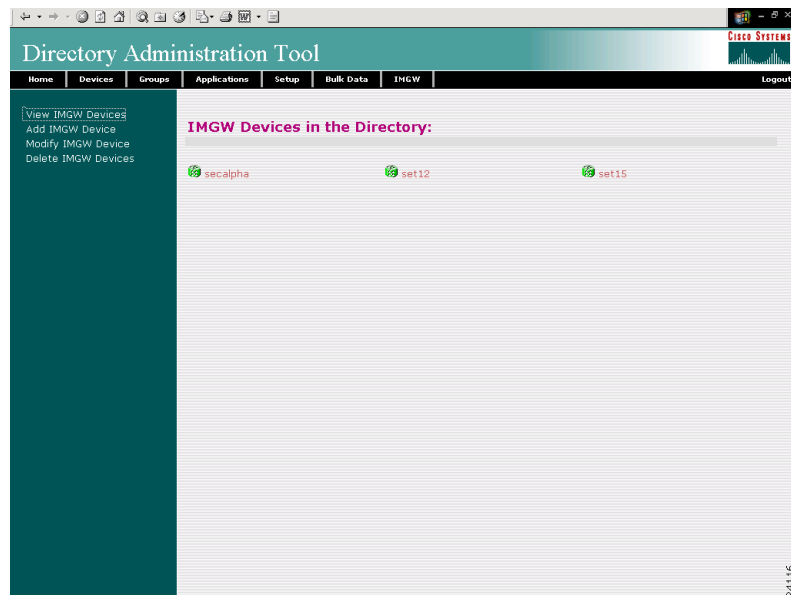 CISCO SYSTEMS
Directory Administration Tool
Home Devices Groups Applications Setup Bulk Data IMGW Logout
View IMGW Devices
Add IMGW Device
Modify IMGW Device
Delete IMGW Devices
IMGW Devices in the Directory:
secalpha set12 set15